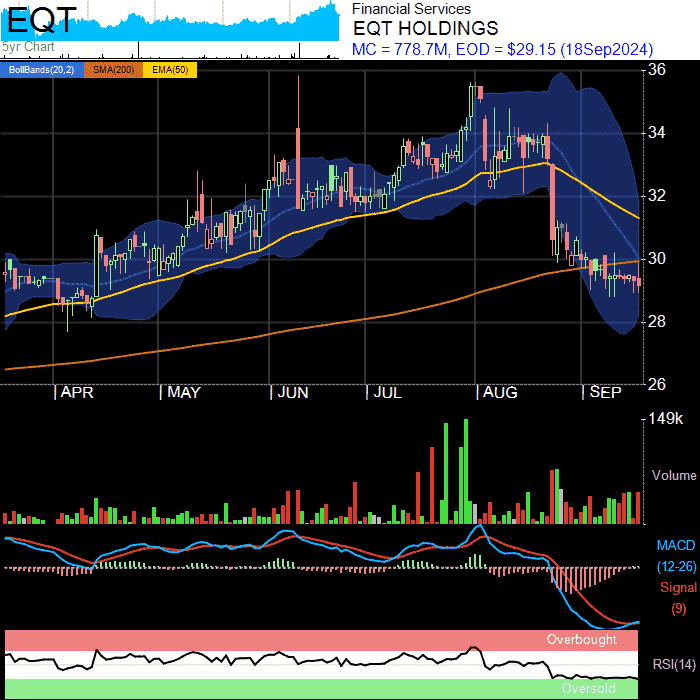 EQT
5yr Chart
Financial Services
EQT HOLDINGS
MC = 778.7M, EOD = $29.15 (18Sep2024)
BollBands(20,2) SMA(200) EMA(50)
36
34
32
30
28
26
APR MAY JUN JUL AUG SEP
149k
Volume
MACD
(12-26)
Signal
(9)
Overbought
RSI(14)
Oversold